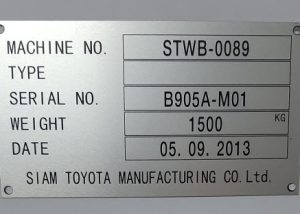 MACHINE NO. STWB-0089
TYPE
SERIAL NO. B905A-M01
WEIGHT 1500 KG
DATE 05. 09. 2013
SIAM TOYOTA MANUFACTURING CO.Ltd.